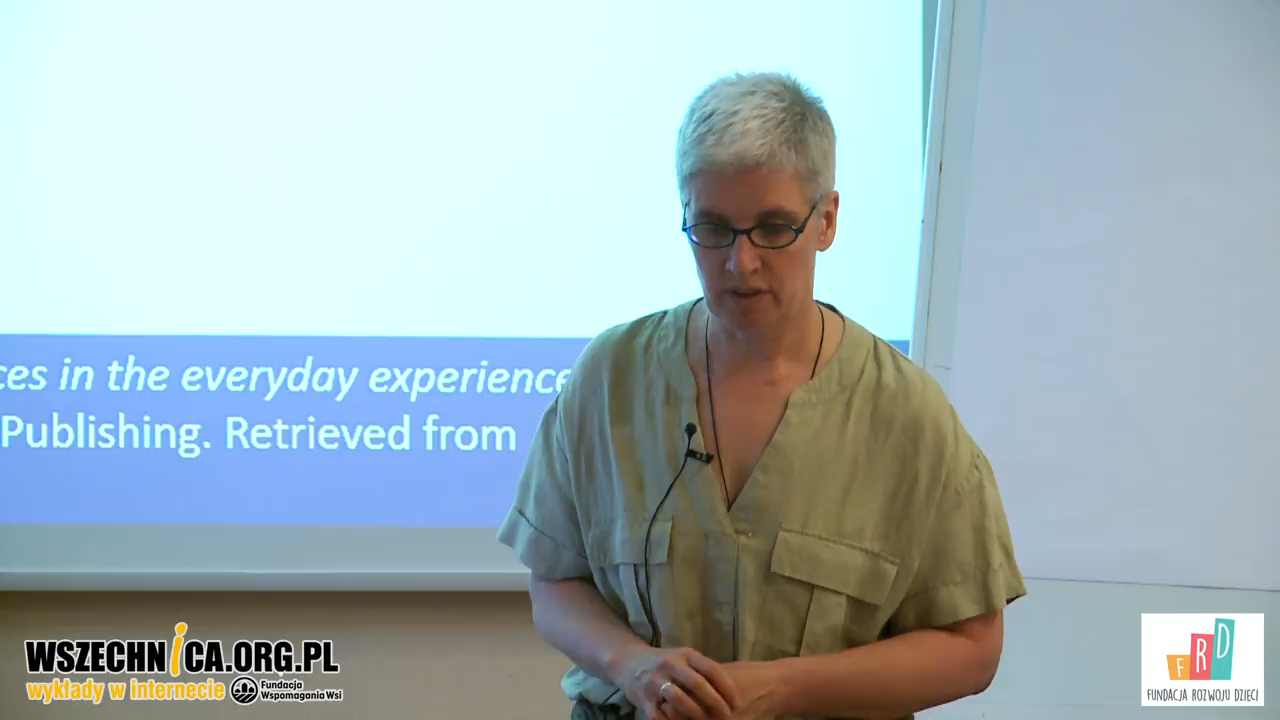 ces in the everyday experience
Publishing. Retrieved from
WSZECHNICA.ORG.PL
wykłady w internecie
Fundacja
Wspomagania Wsi
FRD
FUNDACJA ROZWOJU DZIECI